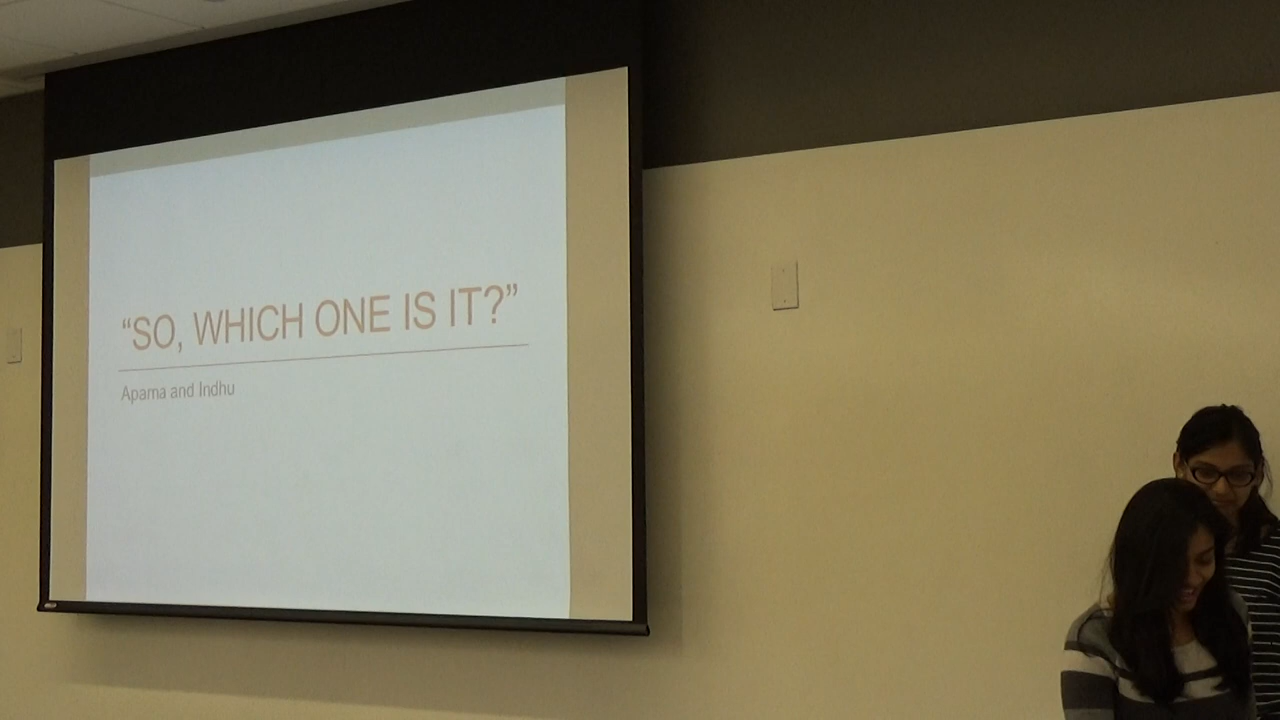 “SO, WHICH ONE IS IT?”
Aparna and Indhu